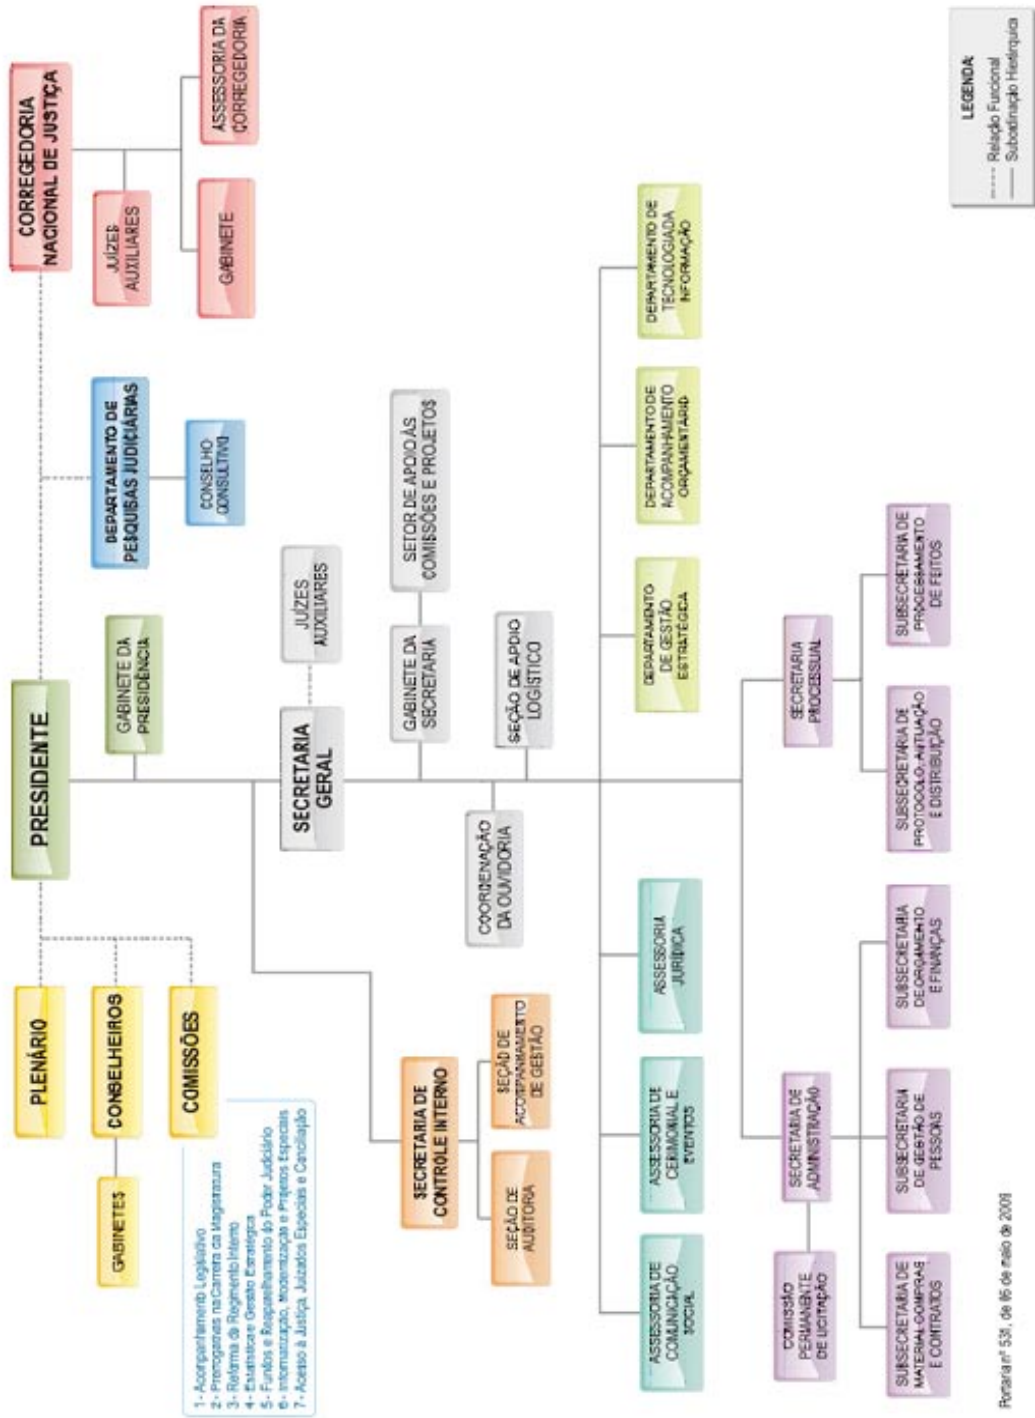 PRESIDENTE
PLENÁRIO
CONSELHEIROS
GABINETES
COMISSÕES
1- Acompanhamento Legislativo
2- Prerrogativas na Carreira da Magistratura
3- Reforma do Regimento Interno
4- Estatística e Gestão Estratégica
5- Fundos e Reaparelhamento do Poder Judiciário
6- Informatização, Modernização e Projetos Especiais
7- Acesso à Justiça, Juizados Especiais e Conciliação
GABINETE DA
PRESIDÊNCIA
DEPARTAMENTO DE
PESQUISAS JUDICIÁRIAS
CONSELHO
CONSULTIVO
CORREGEDORIA
NACIONAL DE JUSTIÇA
JUÍZES
AUXILIARES
GABINETE
ASSESSORIA DA
CORREGEDORIA
SECRETARIA
GERAL
JUÍZES
AUXILIARES
SECRETARIA DE
CONTROLE INTERNO
SEÇÃO DE
AUDITORIA
SEÇÃO DE
ACOMPANHAMENTO
DE GESTÃO
GABINETE DA
SECRETARIA
SETOR DE APOIO ÀS
COMISSÕES E PROJETOS
COORDENAÇÃO
DA OUVIDORIA
SEÇÃO DE APOIO
LOGÍSTICO
ASSESSORIA DE
COMUNICAÇÃO
SOCIAL
ASSESSORIA DE
CERIMONIAL E
EVENTOS
ASSESSORIA
JURÍDICA
DEPARTAMENTO
DE GESTÃO
ESTRATÉGICA
DEPARTAMENTO DE
ACOMPANHAMENTO
ORÇAMENTÁRIO
DEPARTAMENTO DE
TECNOLOGIADA
INFORMAÇÃO
COMISSÃO
PERMANENTE
DE LICITAÇÃO
SECRETARIA DE
ADMINISTRAÇÃO
SECRETARIA
PROCESSUAL
SUBSECRETARIA DE
MATERIAL COMPRAS
E CONTRATOS
SUBSECRETARIA
DE GESTÃO DE
PESSOAS
SUBSECRETARIA
DE ORÇAMENTO
E FINANÇAS
SUBSECRETARIA DE
PROTOCOLO, AUTUAÇÃO
E DISTRIBUIÇÃO
SUBSECRETARIA DE
PROCESSAMENTO
DE FEITOS
LEGENDA:
Relação Funcional
Subordinação Hierárquica
Portaria nº 531, de 06 de maio de 2009